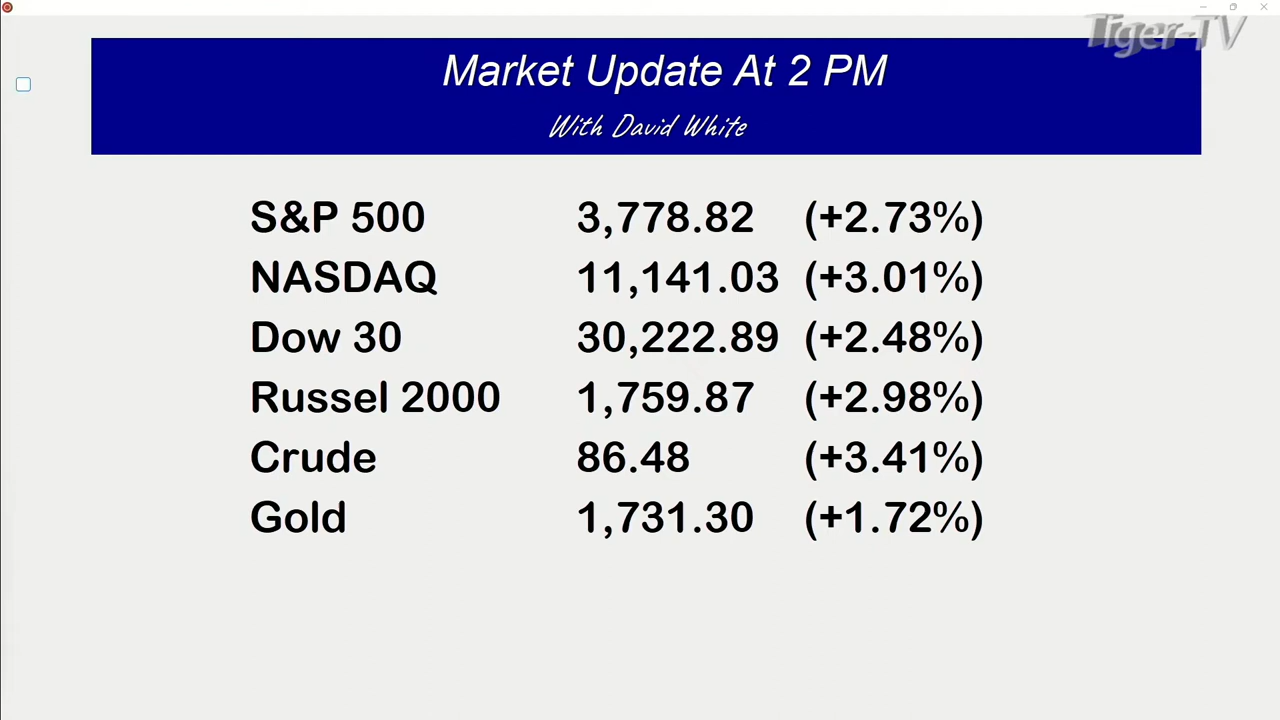 Tiger-TV
Market Update At 2 PM
With David White
S&P 500 3,778.82 (+2.73%)
NASDAQ 11,141.03 (+3.01%)
Dow 30 30,222.89 (+2.48%)
Russel 2000 1,759.87 (+2.98%)
Crude 86.48 (+3.41%)
Gold 1,731.30 (+1.72%)